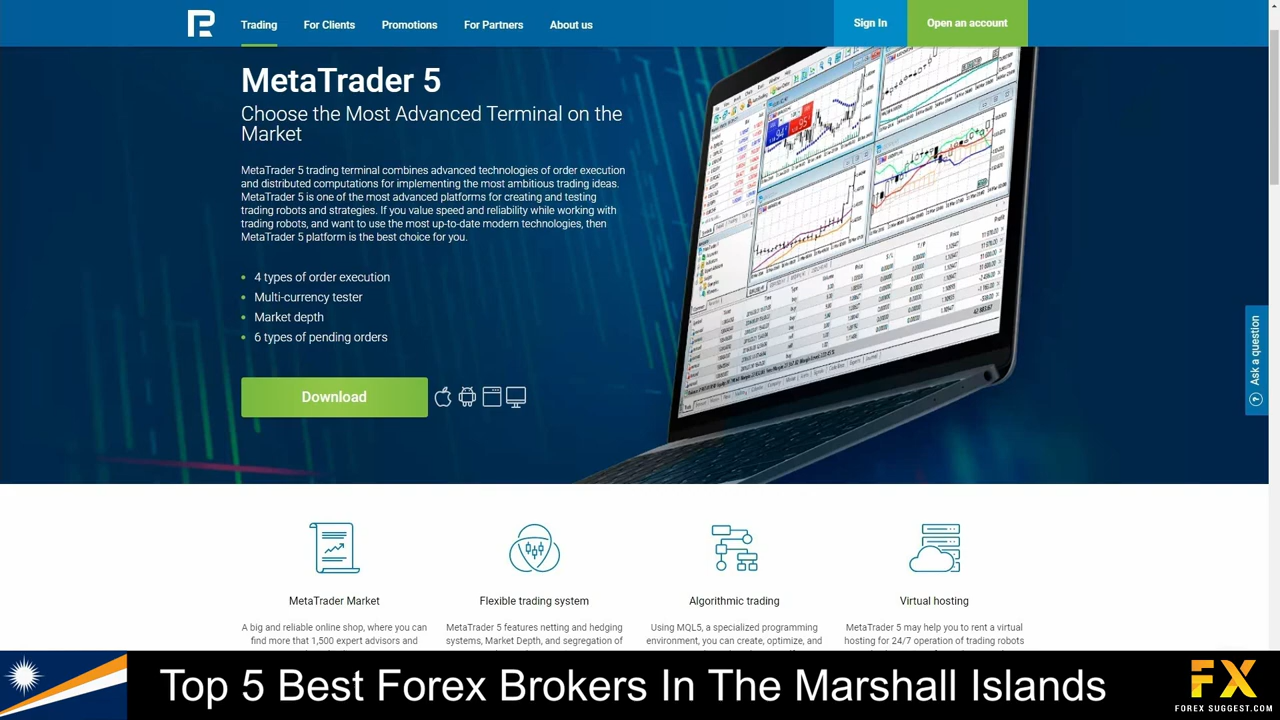 Trading
For Clients
Promotions
For Partners
About us
Sign In
Open an account
MetaTrader 5
Choose the Most Advanced Terminal on the
Market
MetaTrader 5 trading terminal combines advanced technologies of order execution
and distributed computations for implementing the most ambitious trading ideas.
MetaTrader 5 is one of the most advanced platforms for creating and testing
trading robots and strategies. If you value speed and reliability while working with
trading robots, and want to use the most up-to-date modern technologies, then
MetaTrader 5 platform is the best choice for you.
4 types of order execution
Multi-currency tester
Market depth
6 types of pending orders
Download
Ask a question
MetaTrader Market
A big and reliable online shop, where you can
find more that 1,500 expert advisors and
Flexible trading system
MetaTrader 5 features netting and hedging
systems, Market Depth, and segregation of
Algorithmic trading
Using MQL5, a specialized programming
environment, you can create, optimize, and
Virtual hosting
MetaTrader 5 may help you to rent a virtual
hosting for 24/7 operation of trading robots
Top 5 Best Forex Brokers In The Marshall Islands
FX
FOREX SUGGEST.COM